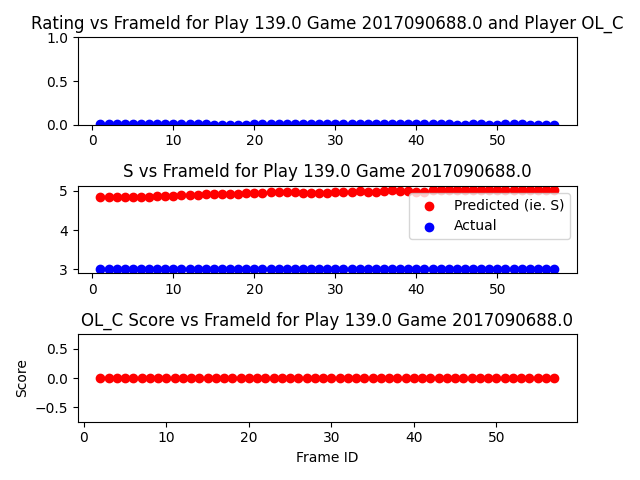 Rating vs FrameId for Play 139.0 Game 2017090688.0 and Player OL_C
1.0
0.5
0.0
0 10 20 30 40 50
S vs FrameId for Play 139.0 Game 2017090688.0
5
4
3
Predicted (ie. S)
Actual
0 10 20 30 40 50
OL_C Score vs FrameId for Play 139.0 Game 2017090688.0
Score
0.5
0.0
−0.5
0 10 20 30 40 50
Frame ID